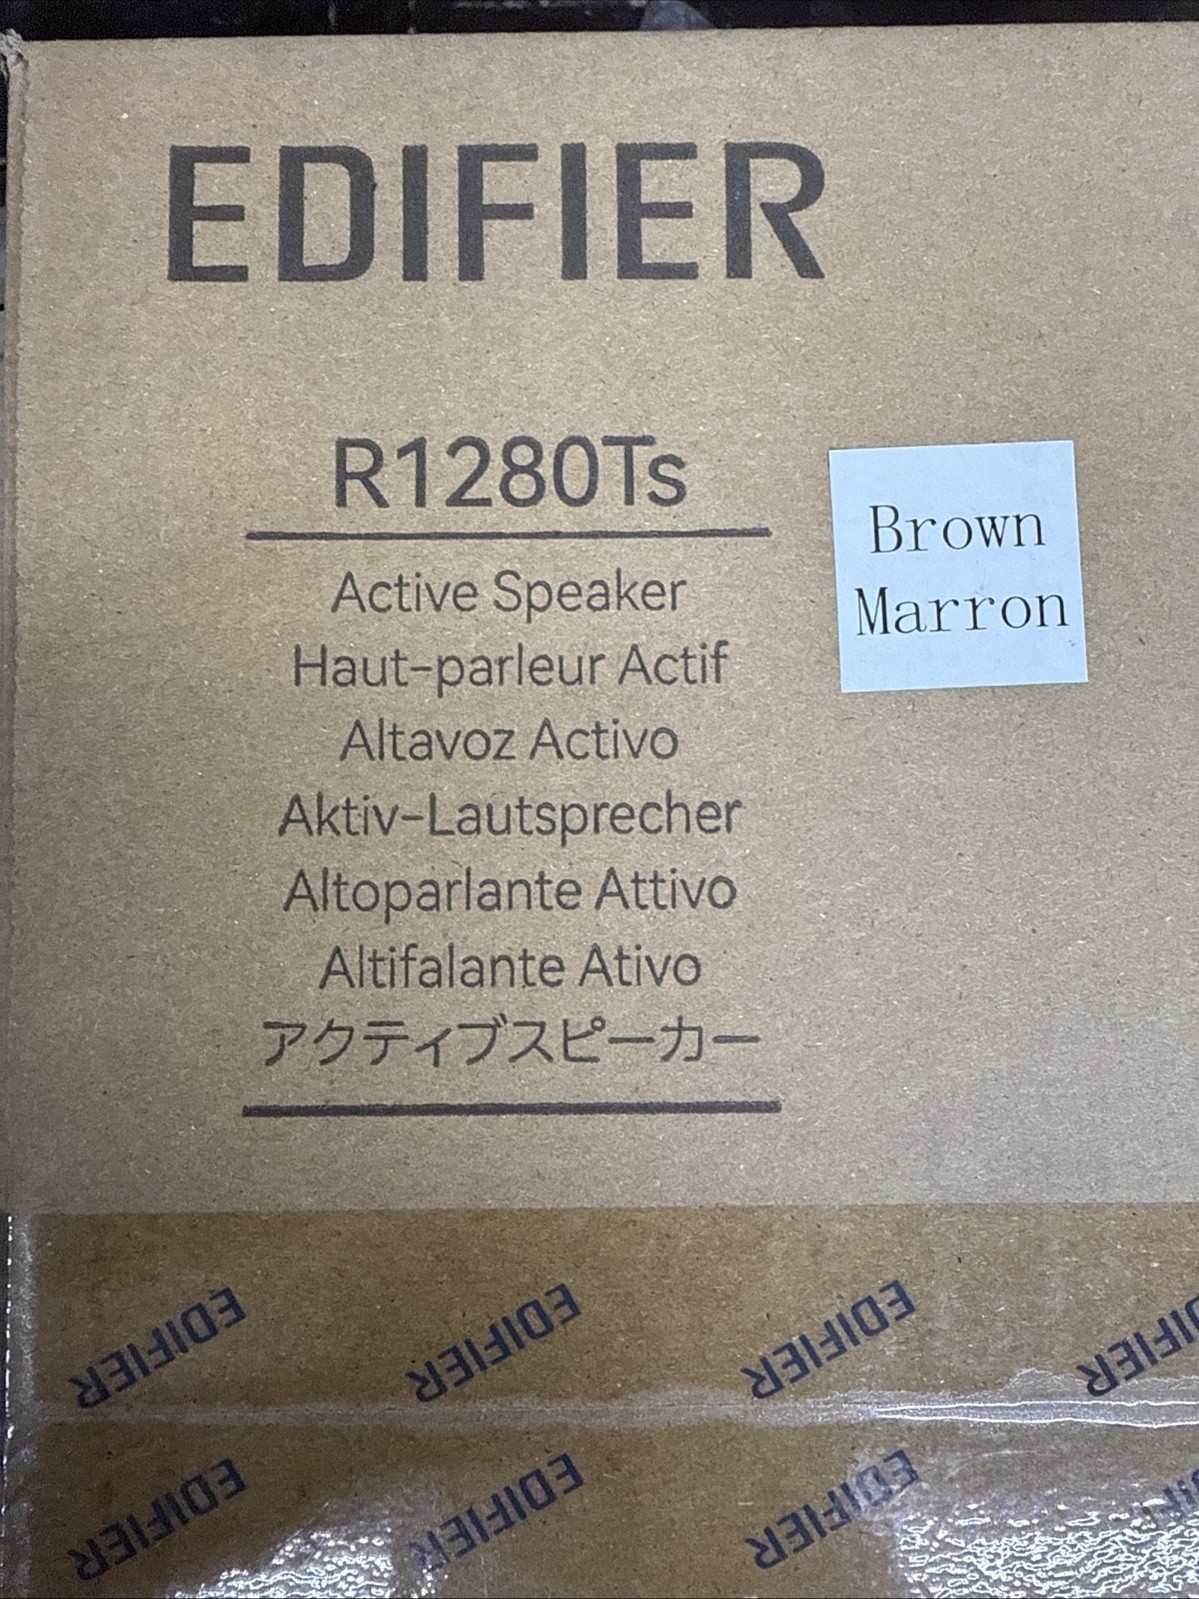 EDIFIER
R1280Ts
Active Speaker
Haut-parleur Actif
Altavoz Activo
Aktiv-Lautsprecher
Altoparlante Attivo
Altifalante Ativo
アクティブスピーカー
Brown
Marron
EDIFIER EDIFIER EDIFIER EDIFIER
EDIFIER EDIFIER EDIFIER